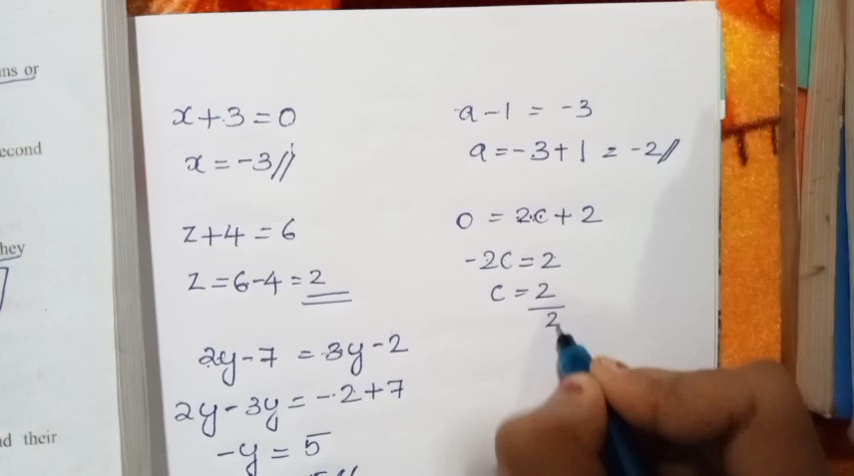 ns or
econd
hey
d their
x+3=0
x = -3//
z+4 = 6
z=6-4=2
2y-7 = 3y-2
2y-3y = -2+7
-y = 5
a-1 = -3
a=-3+1 = -2//
0 = 2c+2
-2c=2
c = 2
2